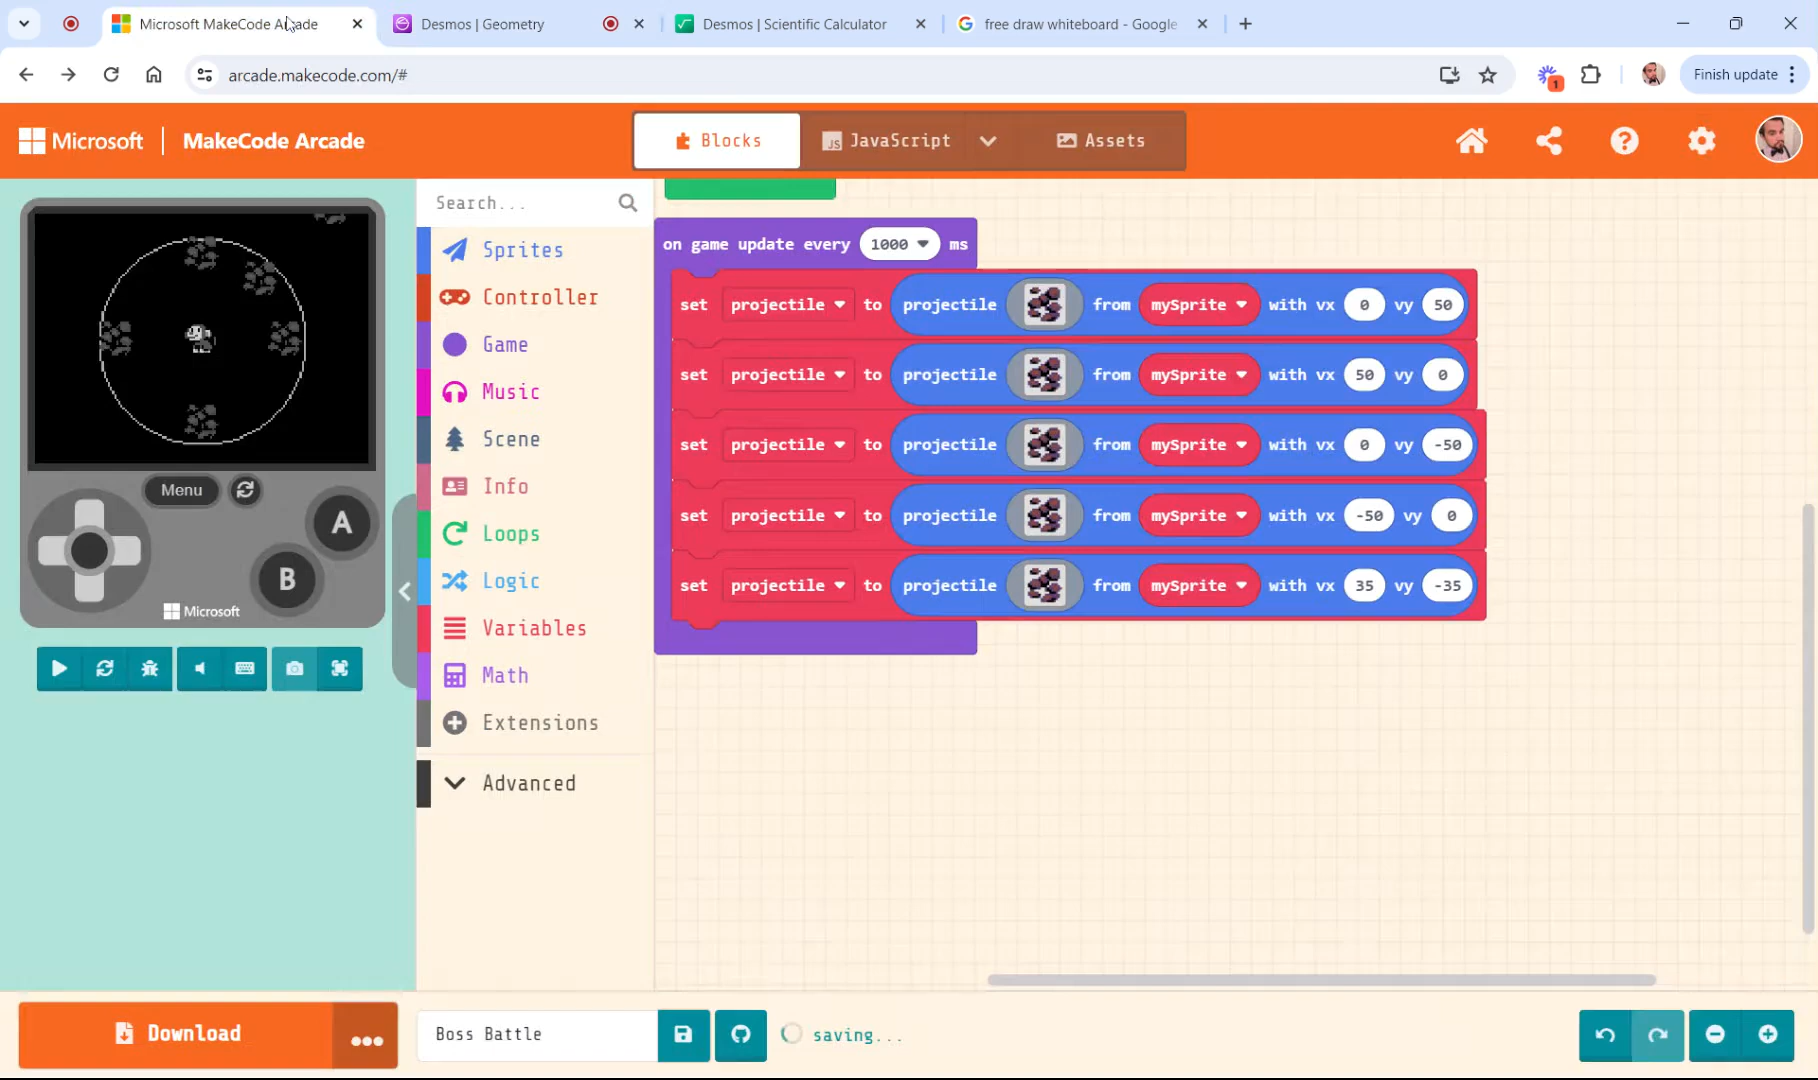 Microsoft MakeCode Arcade
Desmos | Geometry
Desmos | Scientific Calculator
free draw whiteboard - Google
arcade.makecode.com/#
1
Finish update
Microsoft
MakeCode Arcade
Blocks
JS JavaScript
Assets
Search...
Sprites
Controller
Game
Music
Scene
Info
Loops
Logic
Variables
Math
Extensions
Advanced
Menu
A
B
Microsoft
on game update every 1000 ms
set projectile to projectile from mySprite with vx 0 vy 50
set projectile to projectile from mySprite with vx 50 vy 0
set projectile to projectile from mySprite with vx 0 vy -50
set projectile to projectile from mySprite with vx -50 vy 0
set projectile to projectile from mySprite with vx 35 vy -35
Download
Boss Battle
saving...